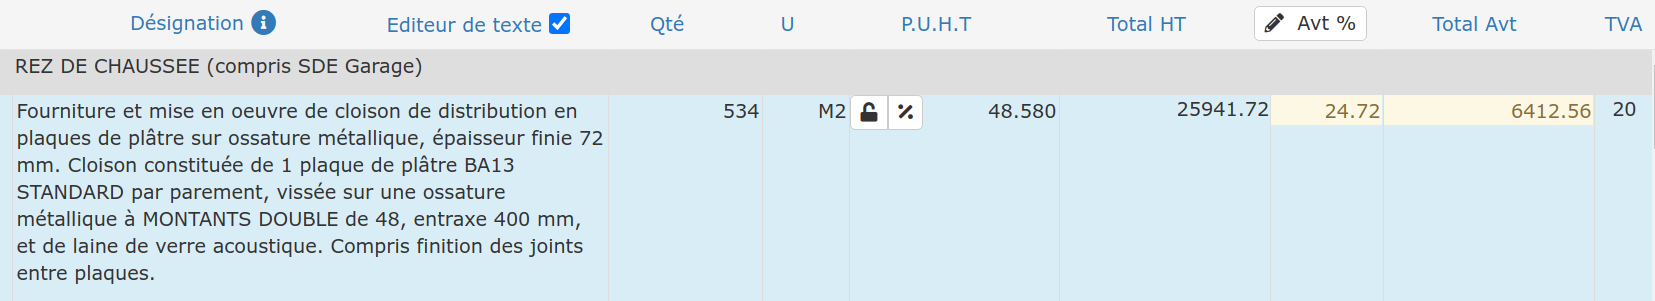 Désignation Editeur de texte Qté U P.U.H.T Total HT Avt % Total Avt TVA
REZ DE CHAUSSEE (compris SDE Garage)
Fourniture et mise en oeuvre de cloison de distribution en 534 M2 48.580 25941.72 24.72 6412.56 20
plaques de plâtre sur ossature métallique, épaisseur finie 72
mm. Cloison constituée de 1 plaque de plâtre BA13
STANDARD par parement, vissée sur une ossature
métallique à MONTANTS DOUBLE de 48, entraxe 400 mm,
et de laine de verre acoustique. Compris finition des joints
entre plaques.